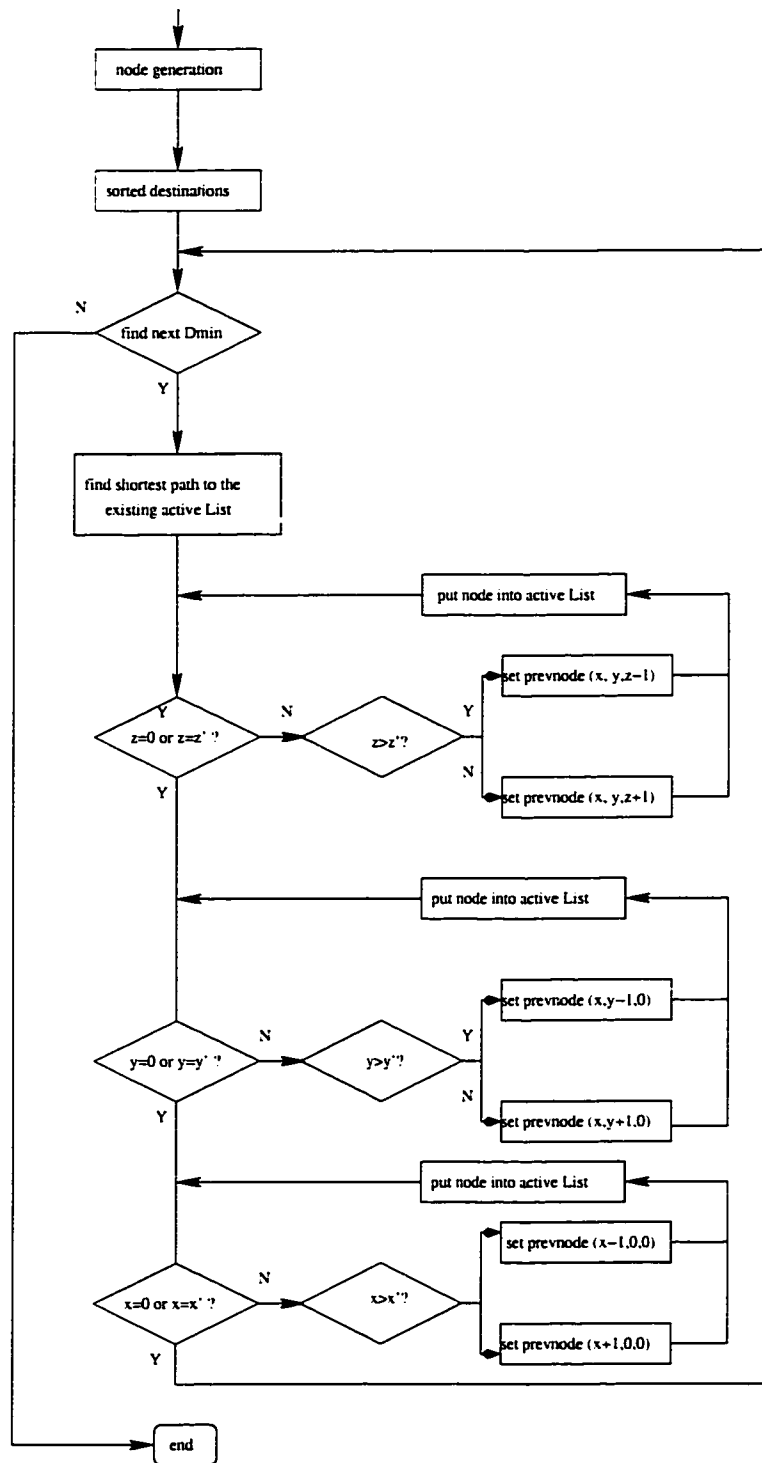 node generation
sorted destinations
N
find next Dmin
Y
find shortest path to the
existing active List
put node into active List
Y
z=0 or z=z' ?
N
z>z'?
Y
set prevnode (x, y,z-1)
N
set prevnode (x, y,z+1)
Y
put node into active List
y=0 or y=y' ?
N
y>y'?
Y
set prevnode (x,y-1,0)
N
set prevnode (x,y+1,0)
Y
put node into active List
x=0 or x=x' ?
N
x>x'?
set prevnode (x-1,0,0)
set prevnode (x+1,0,0)
Y
end